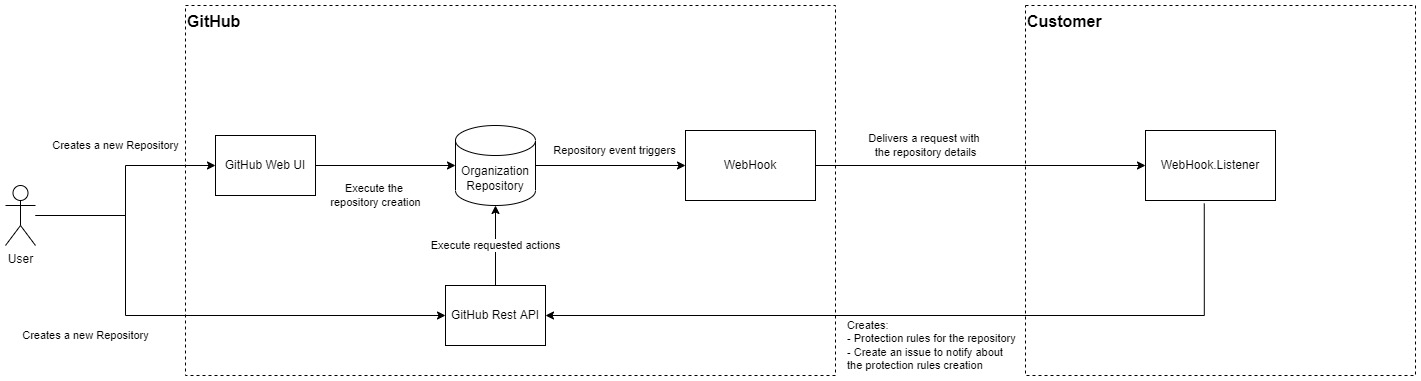 GitHub
Customer
Creates a new Repository
GitHub Web UI
Execute the
repository creation
Organization
Repository
Repository event triggers
WebHook
Delivers a request with
the repository details
WebHook.Listener
User
Execute requested actions
GitHub Rest API
Creates a new Repository
Creates:
- Protection rules for the repository
- Create an issue to notify about
the protection rules creation